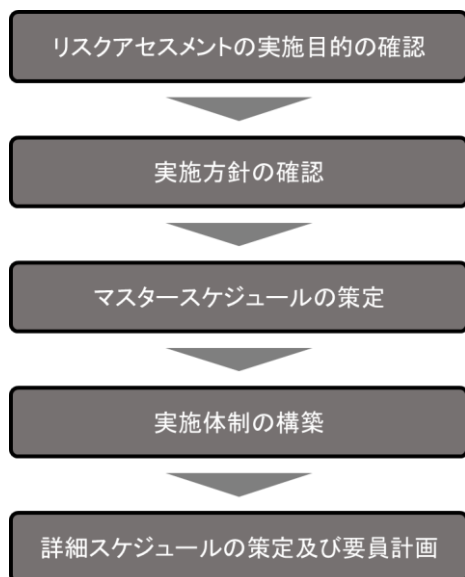 リスクアセスメントの実施目的の確認
実施方針の確認
マスタースケジュールの策定
実施体制の構築
詳細スケジュールの策定及び要員計画